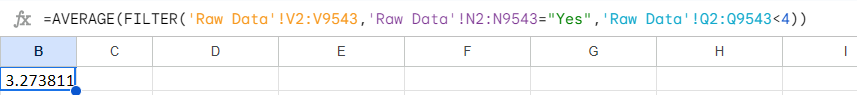 fx =AVERAGE(FILTER('Raw Data'!V2:V9543,'Raw Data'!N2:N9543="Yes",'Raw Data'!Q2:Q9543<4))
B C D E F G H I
3.273811